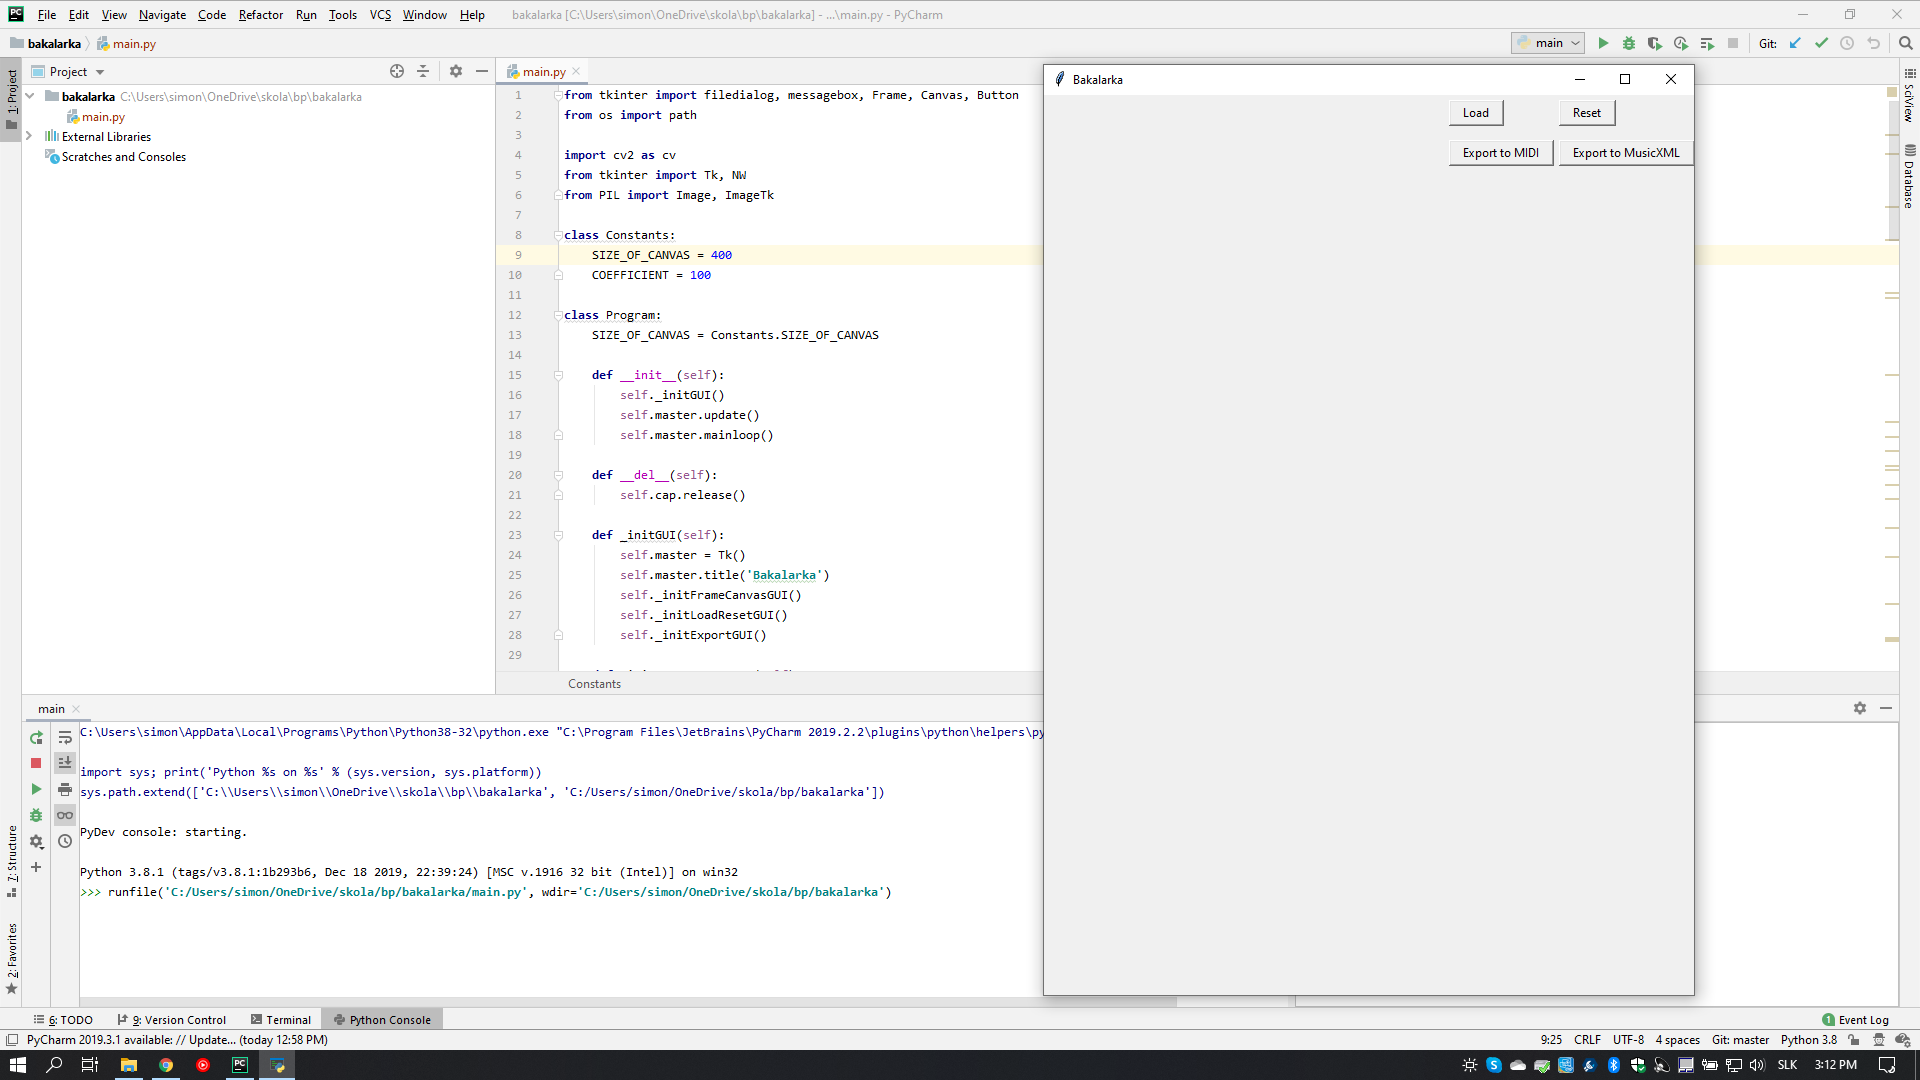 File Edit View Navigate Code Refactor Run Tools VCS Window Help bakalarka [C:\Users\simon\OneDrive\skola\bp\bakalarka] - ...\main.py - PyCharm
bakalarka main.py
main
Git:
1: Project
Project
bakalarka C:\Users\simon\OneDrive\skola\bp\bakalarka
main.py
External Libraries
Scratches and Consoles
main.py
1 from tkinter import filedialog, messagebox, Frame, Canvas, Button
2 from os import path
3
4 import cv2 as cv
5 from tkinter import Tk, NW
6 from PIL import Image, ImageTk
7
8 class Constants:
9 SIZE_OF_CANVAS = 400
10 COEFFICIENT = 100
11
12 class Program:
13 SIZE_OF_CANVAS = Constants.SIZE_OF_CANVAS
14
15 def __init__(self):
16 self._initGUI()
17 self.master.update()
18 self.master.mainloop()
19
20 def __del__(self):
21 self.cap.release()
22
23 def _initGUI(self):
24 self.master = Tk()
25 self.master.title('Bakalarka')
26 self._initFrameCanvasGUI()
27 self._initLoadResetGUI()
28 self._initExportGUI()
29
Constants
Bakalarka
Load Reset
Export to MIDI Export to MusicXML
SciView
Database
main
C:\Users\simon\AppData\Local\Programs\Python\Python38-32\python.exe "C:\Program Files\JetBrains\PyCharm 2019.2.2\plugins\python\helpers\py
import sys; print('Python %s on %s' % (sys.version, sys.platform))
sys.path.extend(['C:\\Users\\simon\\OneDrive\\skola\\bp\\bakalarka', 'C:/Users/simon/OneDrive/skola/bp/bakalarka'])
PyDev console: starting.
Python 3.8.1 (tags/v3.8.1:1b293b6, Dec 18 2019, 22:39:24) [MSC v.1916 32 bit (Intel)] on win32
>>> runfile('C:/Users/simon/OneDrive/skola/bp/bakalarka/main.py', wdir='C:/Users/simon/OneDrive/skola/bp/bakalarka')
7: Structure
2: Favorites
6: TODO 9: Version Control Terminal Python Console 1 Event Log
PyCharm 2019.3.1 available: // Update... (today 12:58 PM) 9:25 CRLF UTF-8 4 spaces Git: master Python 3.8
SLK 3:12 PM